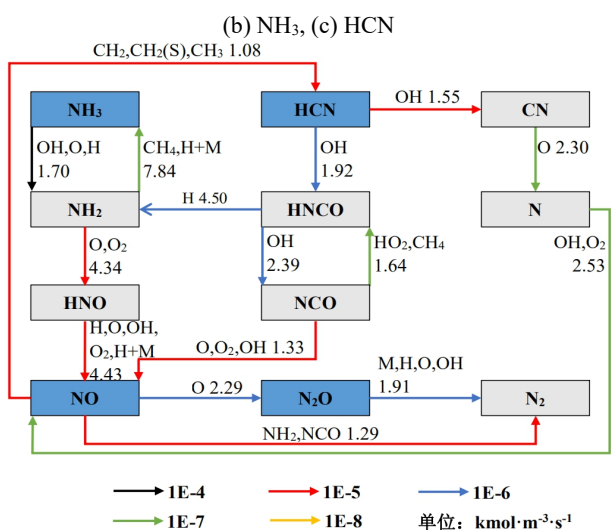 (b) NH₃, (c) HCN
CH₂,CH₂(S),CH₃ 1.08
NH₃
HCN
OH 1.55
CN
OH,O,H
1.70
CH₄,H+M
7.84
OH
1.92
O 2.30
NH₂
H 4.50
HNCO
N
O,O₂
4.34
OH
2.39
HO₂,CH₄
1.64
OH,O₂
2.53
HNO
NCO
H,O,OH,
O₂,H+M
4.43
O,O₂,OH 1.33
NO
O 2.29
N₂O
M,H,O,OH
1.91
N₂
NH₂,NCO 1.29
1E-4
1E-5
1E-6
1E-7
1E-8
单位：kmol·m⁻³·s⁻¹